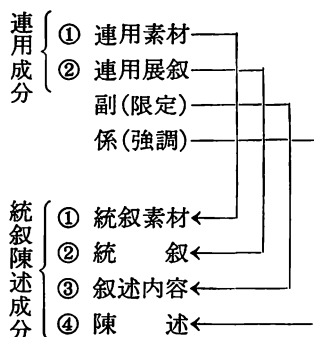 連用成分
① 連用素材
② 連用展叙
副(限定)
係(強調)
統叙陳述成分
① 統叙素材
② 統叙
③ 叙述内容
④ 陳述